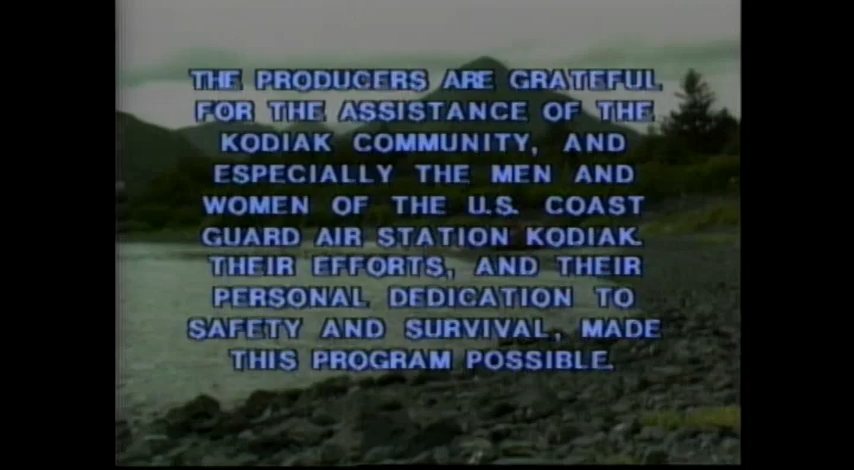 THE PRODUCERS ARE GRATEFUL
FOR THE ASSISTANCE OF THE
KODIAK COMMUNITY, AND
ESPECIALLY THE MEN AND
WOMEN OF THE U.S. COAST
GUARD AIR STATION KODIAK.
THEIR EFFORTS, AND THEIR
PERSONAL DEDICATION TO
SAFETY AND SURVIVAL, MADE
THIS PROGRAM POSSIBLE.